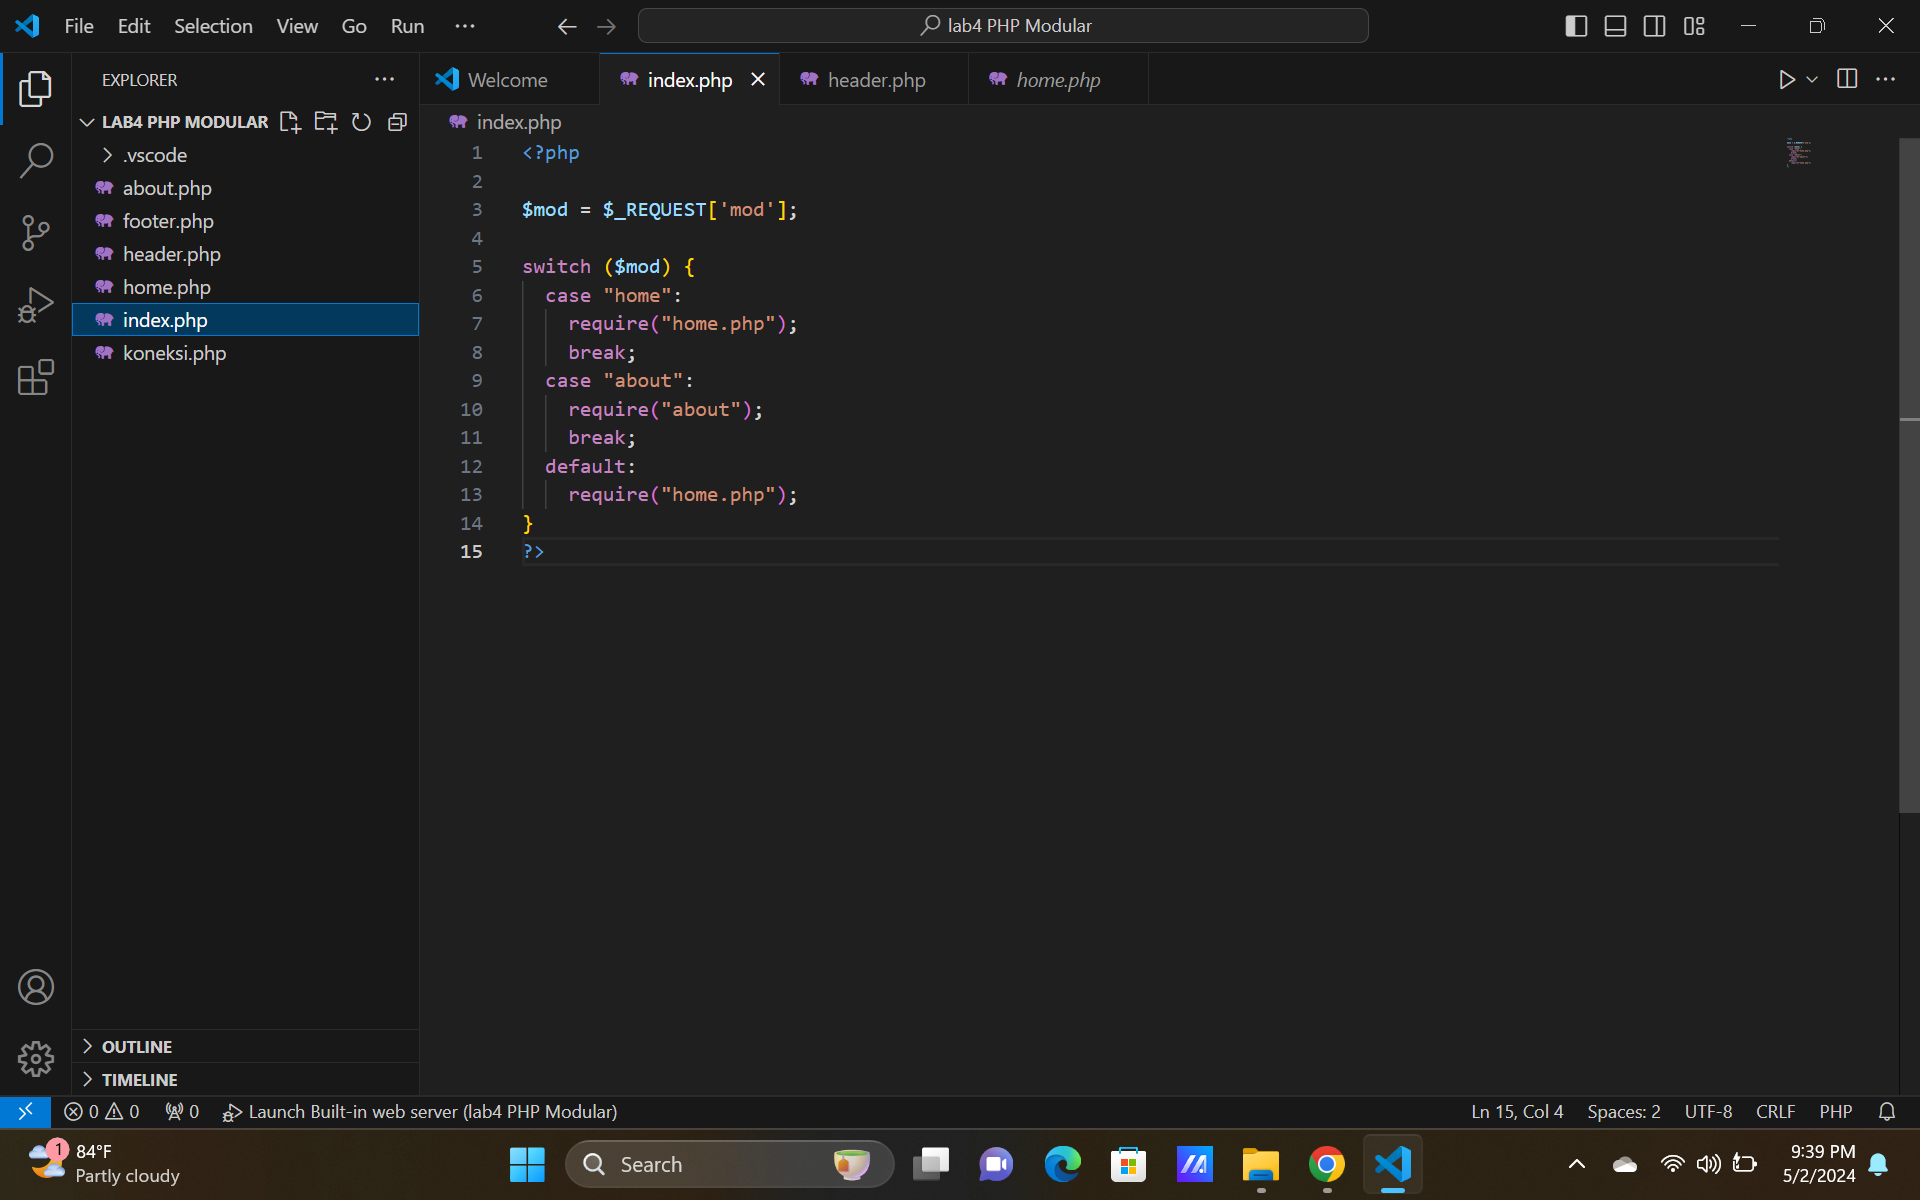 File Edit Selection View Go Run
lab4 PHP Modular
EXPLORER
LAB4 PHP MODULAR
.vscode
about.php
footer.php
header.php
home.php
index.php
koneksi.php
OUTLINE
TIMELINE
Welcome index.php header.php home.php
index.php
1 <?php
2
3 $mod = $_REQUEST['mod'];
4
5 switch ($mod) {
6 case "home":
7 require("home.php");
8 break;
9 case "about":
10 require("about");
11 break;
12 default:
13 require("home.php");
14 }
15 ?>
0 0 0 Launch Built-in web server (lab4 PHP Modular) Ln 15, Col 4 Spaces: 2 UTF-8 CRLF PHP
1
84°F
Partly cloudy
Search
9:39 PM
5/2/2024